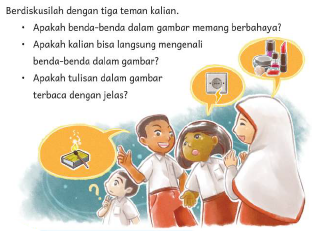 Berdiskusilah dengan tiga teman kalian.
• Apakah benda-benda dalam gambar memang berbahaya?
• Apakah kalian bisa langsung mengenali
benda-benda dalam gambar?
• Apakah tulisan dalam gambar
terbaca dengan jelas?
?